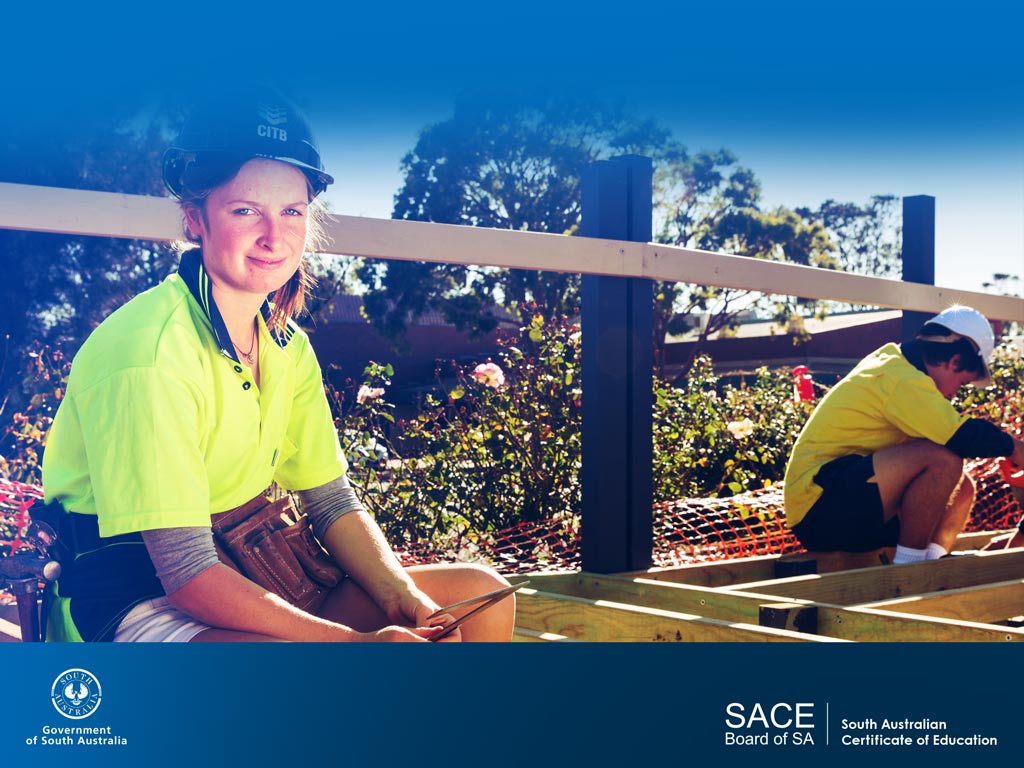 CITB
SOUTH
AUSTRALIA
Government
of South Australia
SACE
Board of SA
South Australian
Certificate of Education